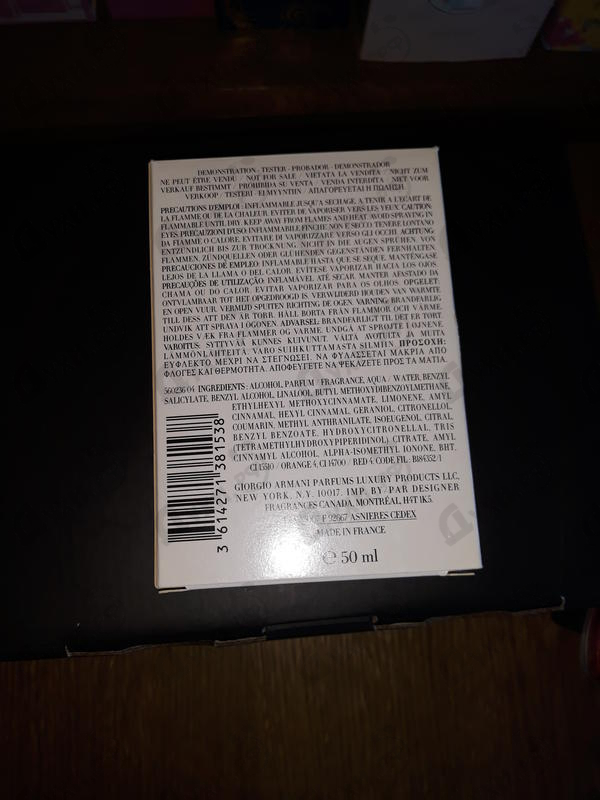 DEMONSTRATION - TESTER - PROBADOR - DEMONSTRADOR
NE PEUT ÊTRE VENDU / NOT FOR SALE / VIETATA LA VENDITA / NICHT ZUM
VERKAUF BESTIMMT / PROHIBIDA SU VENTA / VENDA INTERDITA / NIET VOOR
VERKOOP / TESTERI / EI MYYNTIIN / ΑΠΑΓΟΡΕΥΕΤΑΙ Η ΠΩΛΗΣΗ.
PRECAUTIONS D'EMPLOI: INFLAMMABLE JUSQU'A SECHAGE, A TENIR A L'ECART DE
LA FLAMME OU DE LA CHALEUR. EVITER DE VAPORISER VERS LES YEUX. CAUTION:
FLAMMABLE UNTIL DRY. KEEP AWAY FROM FLAMES AND HEAT. AVOID SPRAYING IN
EYES. PRECAUZIONI D'USO: INFIAMMABILE FINCHE NON È SECCO. TENERE LONTANO
DA FIAMME O CALORE. EVITARE DI VAPORIZZARE VERSO GLI OCCHI. ACHTUNG:
ENTZÜNDLICH BIS ZUR TROCKNUNG. NICHT IN DIE AUGEN SPRÜHEN. VON
FLAMMEN, ZÜNDQUELLEN ODER GLÜHENDEN GEGENSTÄNDEN FERNHALTEN.
PRECAUCIONES DE EMPLEO: INFLAMABLE HASTA QUE SE SEQUE. MANTÉNGASE
LEJOS DE LA LLAMA O DEL CALOR. EVÍTESE VAPORIZAR HACIA LOS OJOS.
PRECAUÇÕES DE UTILIZAÇÃO: INFLAMÁVEL ATÉ SECAR. MANTER AFASTADO DA
CHAMA OU DO CALOR. EVITAR VAPORIZAR PARA OS OLHOS. OPGELET:
ONTVLAMBAAR TOT HET OPGEDROOGD IS. VERWIJDERD HOUDEN VAN WARMTE
EN OPEN VUUR. VERMIJD SPUITEN RICHTING DE OGEN. VARNING: BRANDFARLIG
TILL DESS ATT DEN ÄR TORR. HÅLL BORTA FRÅN FLAMMOR OCH VÄRME.
UNDVIK ATT SPRAYA I ÖGONEN. ADVARSEL: BRANDFARLIGT TIL DET ER TØRT.
HOLDES VÆK FRA FLAMMER OG VARME. UNDGÅ AT SPRØJTE I ØJNENE.
VAROITUS: SYTTYVÄÄ KUNNES KUIVUNUT. VÄLTÄ AVOTULTA JA MUITA
LÄMMÖNLÄHTEITÄ. VARO SUIHKUTTAMASTA SILMIIN. ΠΡΟΣΟΧΗ:
ΕΥΦΛΕΚΤΟ ΜΕΧΡΙ ΝΑ ΣΤΕΓΝΩΣΕΙ. ΝΑ ΦΥΛΑΣΣΕΤΑΙ ΜΑΚΡΙΑ ΑΠΟ
ΦΛΟΓΕΣ ΚΑΙ ΘΕΡΜΟΤΗΤΑ. ΑΠΟΦΕΥΓΕΤΕ ΝΑ ΨΕΚΑΖΕΤΕ ΠΡΟΣ ΤΑ ΜΑΤΙΑ.
560236 04 INGREDIENTS: ALCOHOL, PARFUM / FRAGRANCE, AQUA / WATER, BENZYL
SALICYLATE, BENZYL ALCOHOL, LINALOOL, BUTYL METHOXYDIBENZOYLMETHANE,
ETHYLHEXYL METHOXYCINNAMATE, LIMONENE, AMYL
CINNAMAL, HEXYL CINNAMAL, GERANIOL, CITRONELLOL,
COUMARIN, METHYL ANTHRANILATE, ISOEUGENOL, CITRAL,
BENZYL BENZOATE, HYDROXYCITRONELLAL, TRIS
(TETRAMETHYLHYDROXYPIPERIDINOL) CITRATE, AMYL
CINNAMYL ALCOHOL, ALPHA-ISOMETHYL IONONE, BHT.
CI 15510 / ORANGE 4, CI 14700 / RED 4. CODE. FIL : B184352/1
3 614271 381538
GIORGIO ARMANI PARFUMS LUXURY PRODUCTS LLC,
NEW YORK, N.Y. 10017. IMP. BY/PAR DESIGNER
FRAGRANCES CANADA, MONTRÉAL, H4T 1K5.
F 92667 ASNIERES CEDEX
MADE IN FRANCE
℮ 50 ml